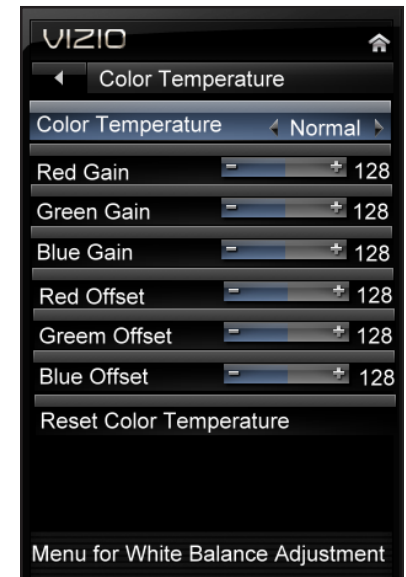 VIZIO
Color Temperature
Color Temperature Normal
Red Gain - + 128
Green Gain - + 128
Blue Gain - + 128
Red Offset - + 128
Greem Offset - + 128
Blue Offset - + 128
Reset Color Temperature
Menu for White Balance Adjustment